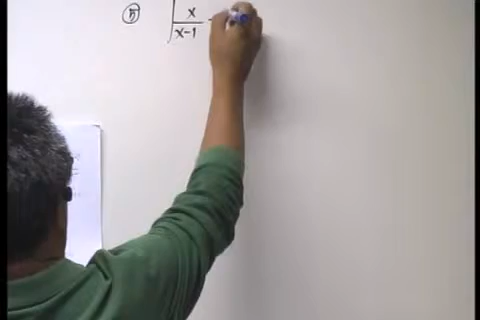 ⑤ | x/(x-1) -